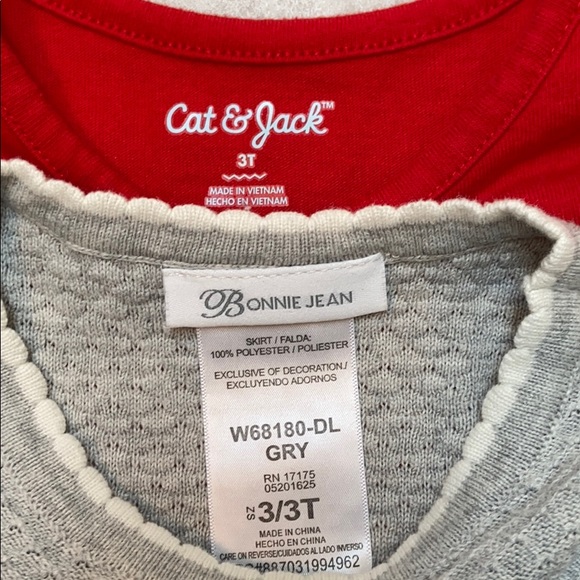 Cat & Jack™
3T
MADE IN VIETNAM
HECHO EN VIETNAM
BONNIE JEAN
SKIRT / FALDA:
100% POLYESTER / POLIESTER
EXCLUSIVE OF DECORATION./
EXCLUYENDO ADORNOS
W68180-DL
GRY
RN 17175
05201625
ZS 3/3T
MADE IN CHINA
HECHO EN CHINA
CARE ON REVERSE/CUIDADOS AL LADO INVERSO
#887031994962